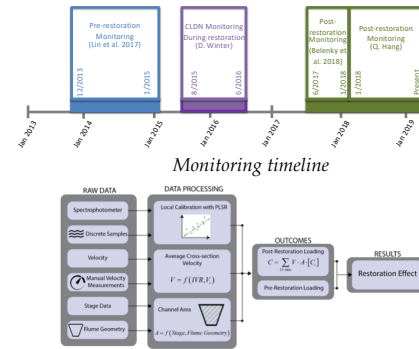 Pre-restoration
Monitoring
(Lin et al. 2017)
12/2013
1/2015
CLDN Monitoring
During restoration
(D. Winter)
8/2015
6/2016
Post-
restoration
Monitoring
(Belenky et
al. 2018)
6/2017
1/2018
Post-restoration
Monitoring
(Q. Hang)
1/2018
Present
Jan 2013
Jan 2014
Jan 2015
Jan 2016
Jan 2017
Jan 2018
Jan 2019
Monitoring timeline
RAW DATA
Spectrophotometer
Discrete Samples
Velocity
Manual Velocity
Measurements
Stage Data
Flume Geometry
DATA PROCESSING
Local Calibration with PLSR
Average Cross-section
Velocity
V = f(IVR, V_i)
Channel Area
A = f(Stage, Flume Geometry)
OUTCOMES
Post-Restoration Loading
Pre-Restoration Loading
RESULTS
Restoration Effect